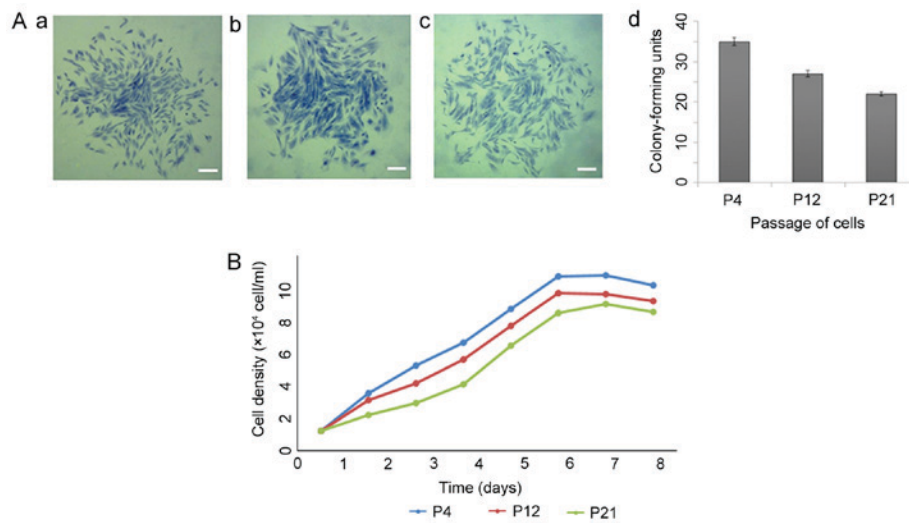 A a
b
c
d
Colony-forming units
40
30
20
10
0
P4 P12 P21
Passage of cells
B
Cell density (×10⁴ cell/ml)
10
8
6
4
2
0
0 1 2 3 4 5 6 7 8
Time (days)
P4 P12 P21